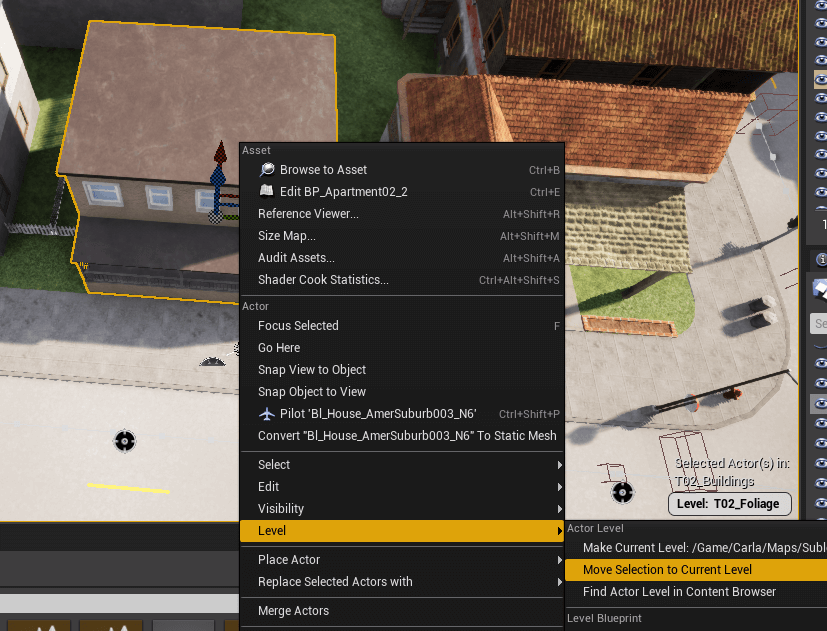 Asset
Browse to Asset Ctrl+B
Edit BP_Apartment02_2 Ctrl+E
Reference Viewer... Alt+Shift+R
Size Map... Alt+Shift+M
Audit Assets... Alt+Shift+A
Shader Cook Statistics... Ctrl+Alt+Shift+S
Actor
Focus Selected F
Go Here
Snap View to Object
Snap Object to View
Pilot 'Bl_House_AmerSuburb003_N6' Ctrl+Shift+P
Convert "Bl_House_AmerSuburb003_N6" To Static Mesh
Select
Edit
Visibility
Level
Place Actor
Replace Selected Actors with
Merge Actors
Selected Actor(s) in:
T02_Buildings
Level: T02_Foliage
Actor Level
Make Current Level: /Game/Carla/Maps/Subl
Move Selection to Current Level
Find Actor Level in Content Browser
Level Blueprint
1
Se